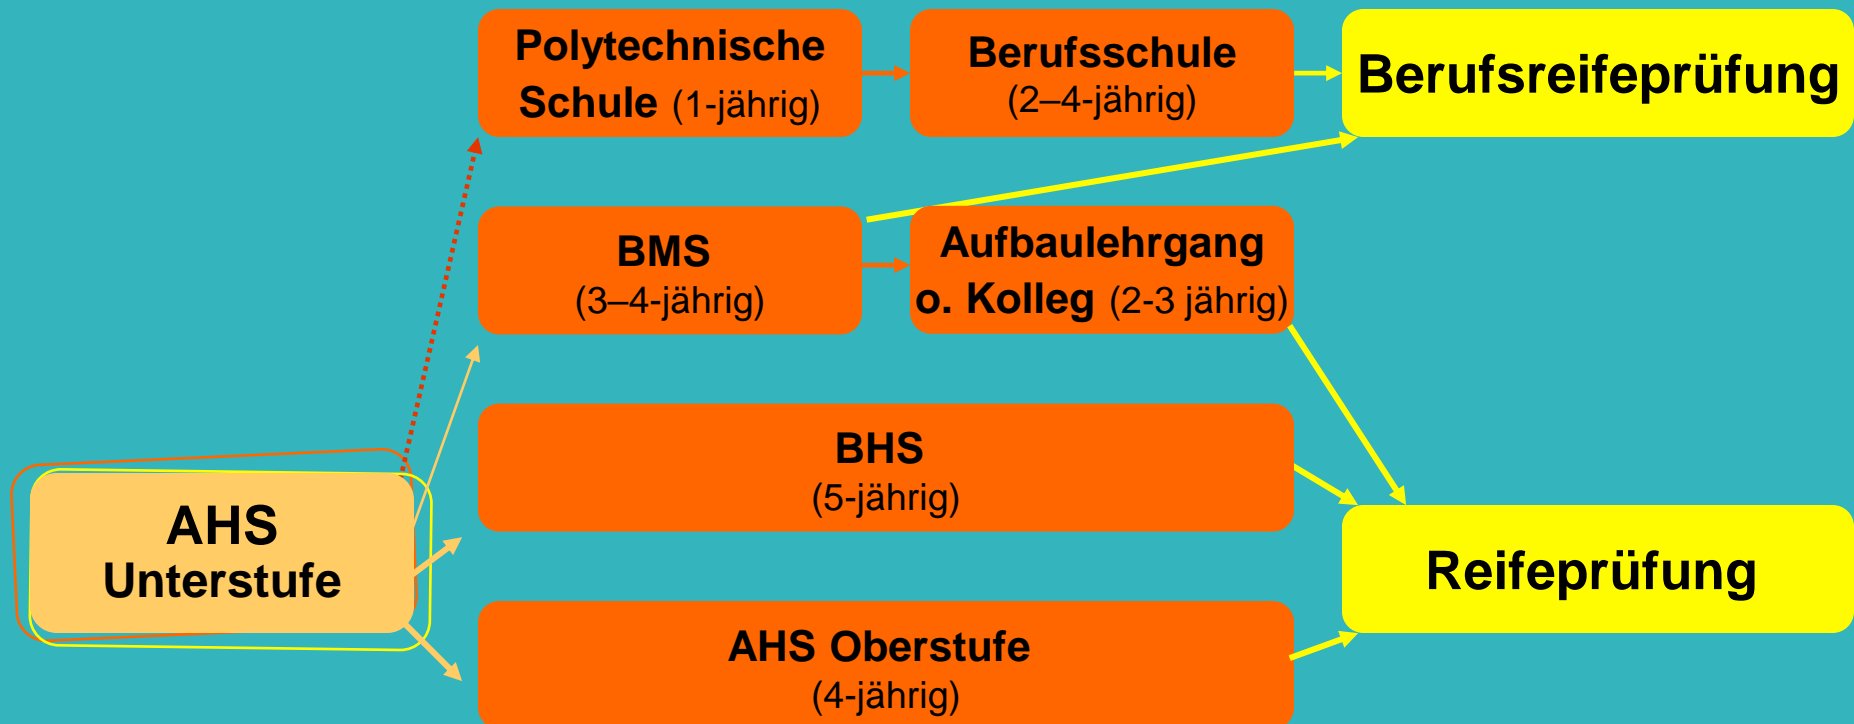 Polytechnische
Schule (1-jährig)
Berufsschule
(2–4-jährig)
Berufsreifeprüfung
BMS
(3–4-jährig)
Aufbaulehrgang
o. Kolleg (2-3 jährig)
BHS
(5-jährig)
AHS
Unterstufe
Reifeprüfung
AHS Oberstufe
(4-jährig)